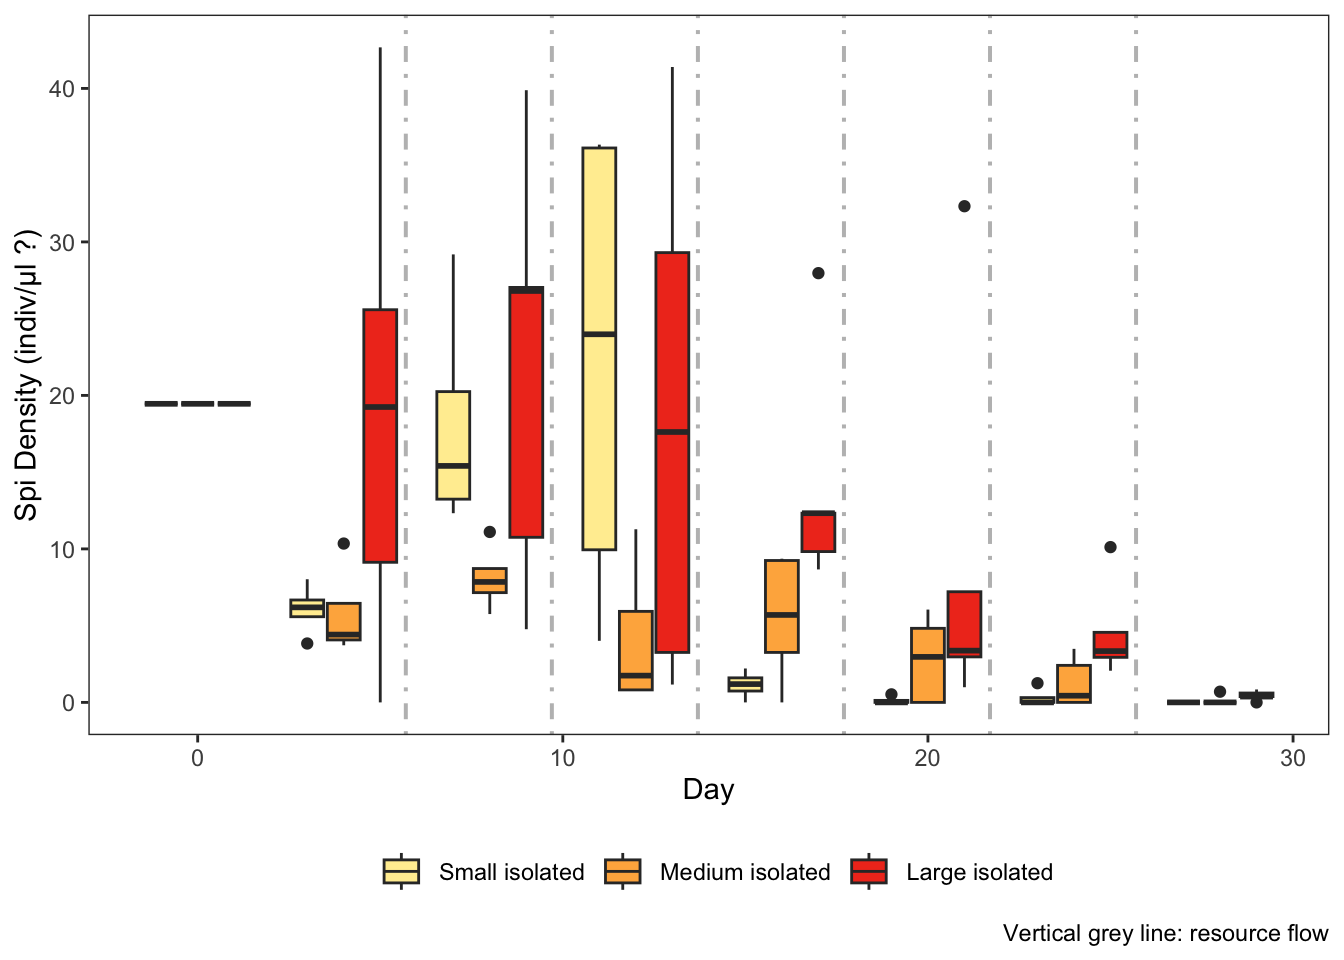 40
30
20
10
0
Spi Density (indiv/µl ?)
0 10 20 30
Day
Small isolated Medium isolated Large isolated
Vertical grey line: resource flow